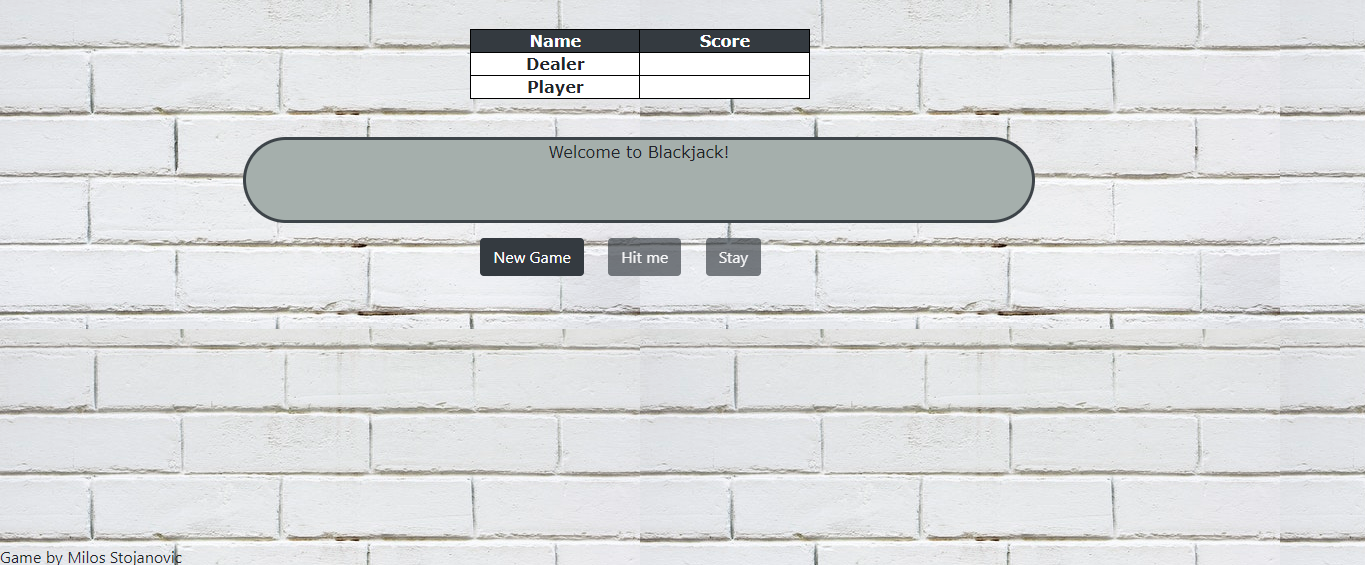 Name Score
Dealer
Player
Welcome to Blackjack!
New Game Hit me Stay
Game by Milos Stojanovic